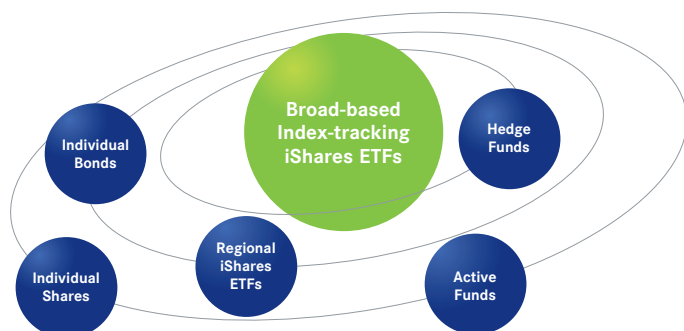 Broad-based
Index-tracking
iShares ETFs
Individual
Bonds
Hedge
Funds
Regional
iShares
ETFs
Individual
Shares
Active
Funds